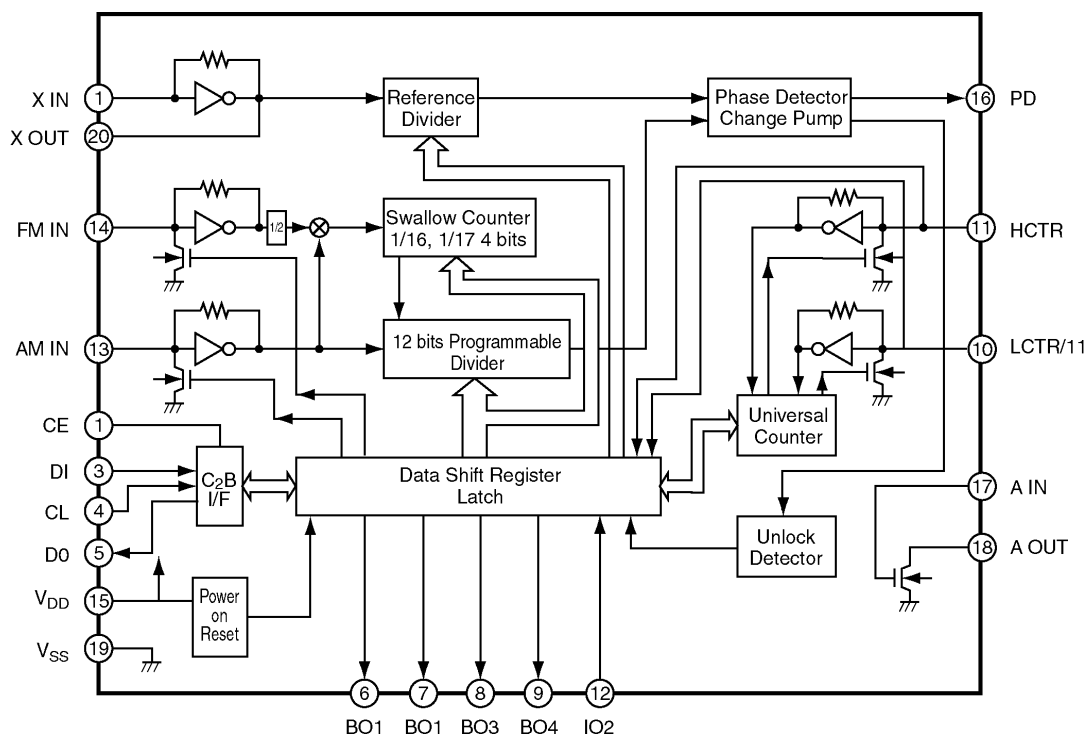 X IN 1
X OUT 20
Reference
Divider
Phase Detector
Change Pump
16 PD
FM IN 14
1/2
Swallow Counter
1/16, 1/17 4 bits
11 HCTR
AM IN 13
12 bits Programmable
Divider
10 LCTR/11
CE 1
DI 3
CL 4
D0 5
C2B
I/F
Data Shift Register
Latch
Universal
Counter
17 A IN
18 A OUT
Unlock
Detector
VDD 15
Power
on
Reset
VSS 19
6 7 8 9 12
BO1 BO1 BO3 BO4 IO2